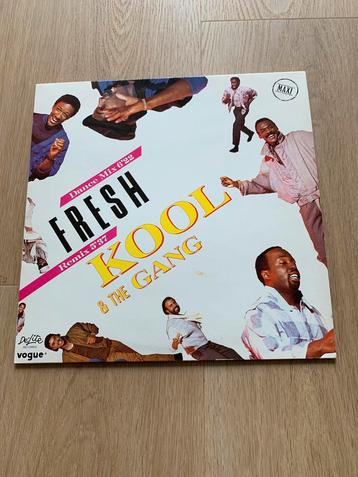 MAXI
Dance Mix 6'22
FRESH
Remix 5'37
KOOL
& THE GANG
De-Lite
vogue